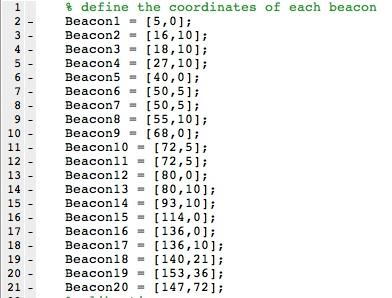 1 % define the coordinates of each beacon
2 - Beacon1 = [5,0];
3 - Beacon2 = [16,10];
4 - Beacon3 = [18,10];
5 - Beacon4 = [27,10];
6 - Beacon5 = [40,0];
7 - Beacon6 = [50,5];
8 - Beacon7 = [50,5];
9 - Beacon8 = [55,10];
10 - Beacon9 = [68,0];
11 - Beacon10 = [72,5];
12 - Beacon11 = [72,5];
13 - Beacon12 = [80,0];
14 - Beacon13 = [80,10];
15 - Beacon14 = [93,10];
16 - Beacon15 = [114,0];
17 - Beacon16 = [136,0];
18 - Beacon17 = [136,10];
19 - Beacon18 = [140,21];
20 - Beacon19 = [153,36];
21 - Beacon20 = [147,72];